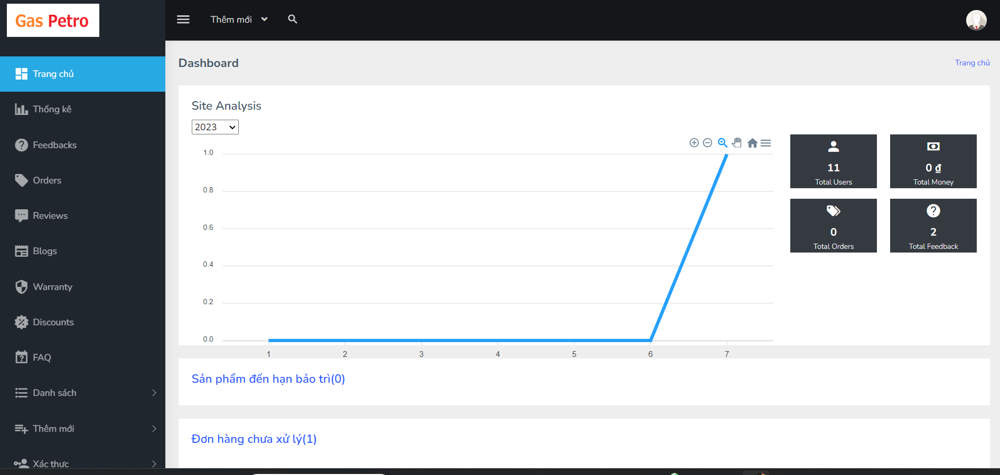 Gas Petro
Thêm mới
Trang chủ
Thống kê
Feedbacks
Orders
Reviews
Blogs
Warranty
Discounts
FAQ
Danh sách
Thêm mới
Xác thực
Dashboard
Trang chủ
Site Analysis
2023
1.0
0.8
0.6
0.4
0.2
0.0
1 2 3 4 5 6 7
11
Total Users
0 ₫
Total Money
0
Total Orders
2
Total Feedback
Sản phẩm đến hạn bảo trì(0)
Đơn hàng chưa xử lý(1)